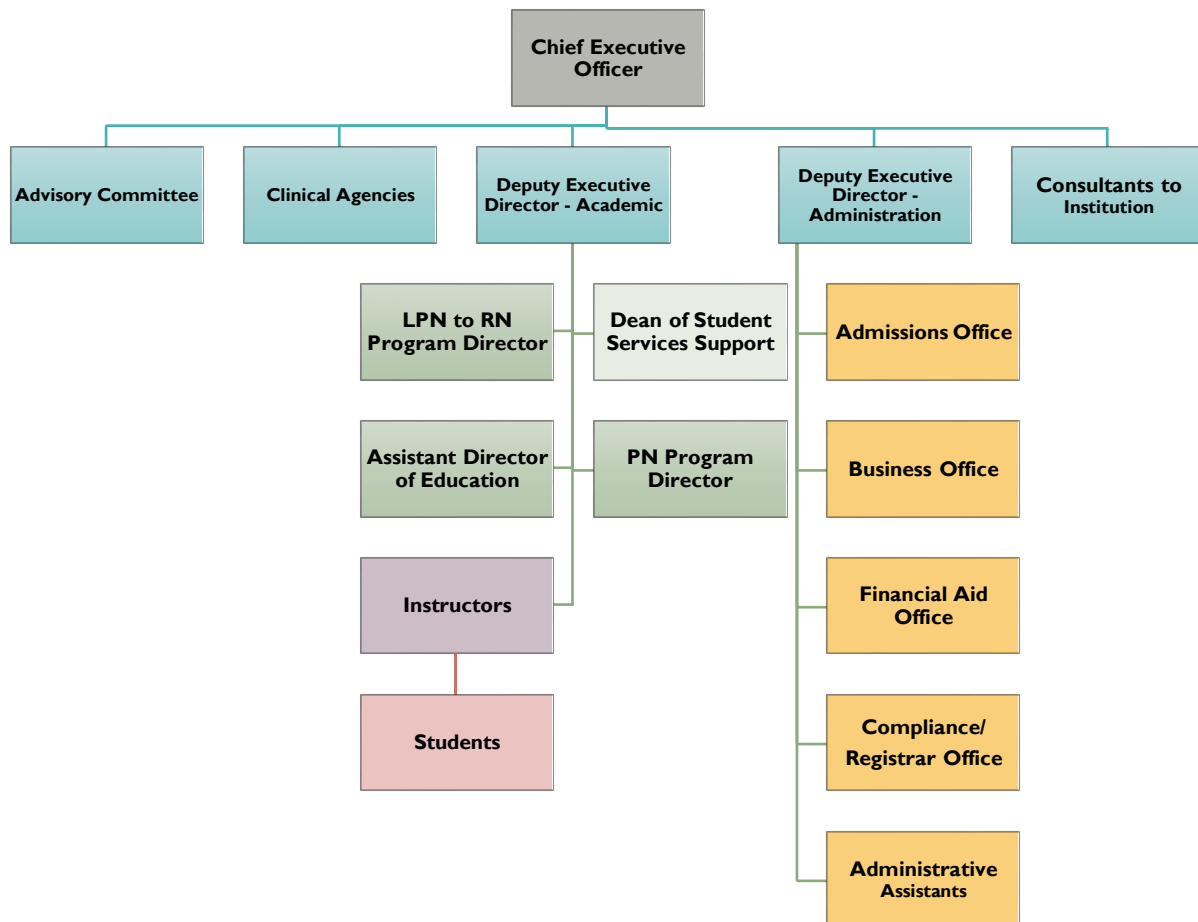 Chief Executive
Officer
Advisory Committee
Clinical Agencies
Deputy Executive
Director - Academic
Deputy Executive
Director -
Administration
Consultants to
Institution
LPN to RN
Program Director
Dean of Student
Services Support
Admissions Office
Assistant Director
of Education
PN Program
Director
Business Office
Instructors
Financial Aid
Office
Students
Compliance/
Registrar Office
Administrative
Assistants